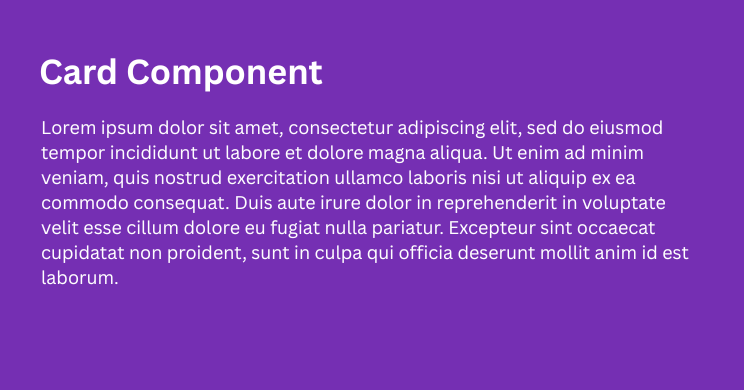 Card Component
Lorem ipsum dolor sit amet, consectetur adipiscing elit, sed do eiusmod
tempor incididunt ut labore et dolore magna aliqua. Ut enim ad minim
veniam, quis nostrud exercitation ullamco laboris nisi ut aliquip ex ea
commodo consequat. Duis aute irure dolor in reprehenderit in voluptate
velit esse cillum dolore eu fugiat nulla pariatur. Excepteur sint occaecat
cupidatat non proident, sunt in culpa qui officia deserunt mollit anim id est
laborum.